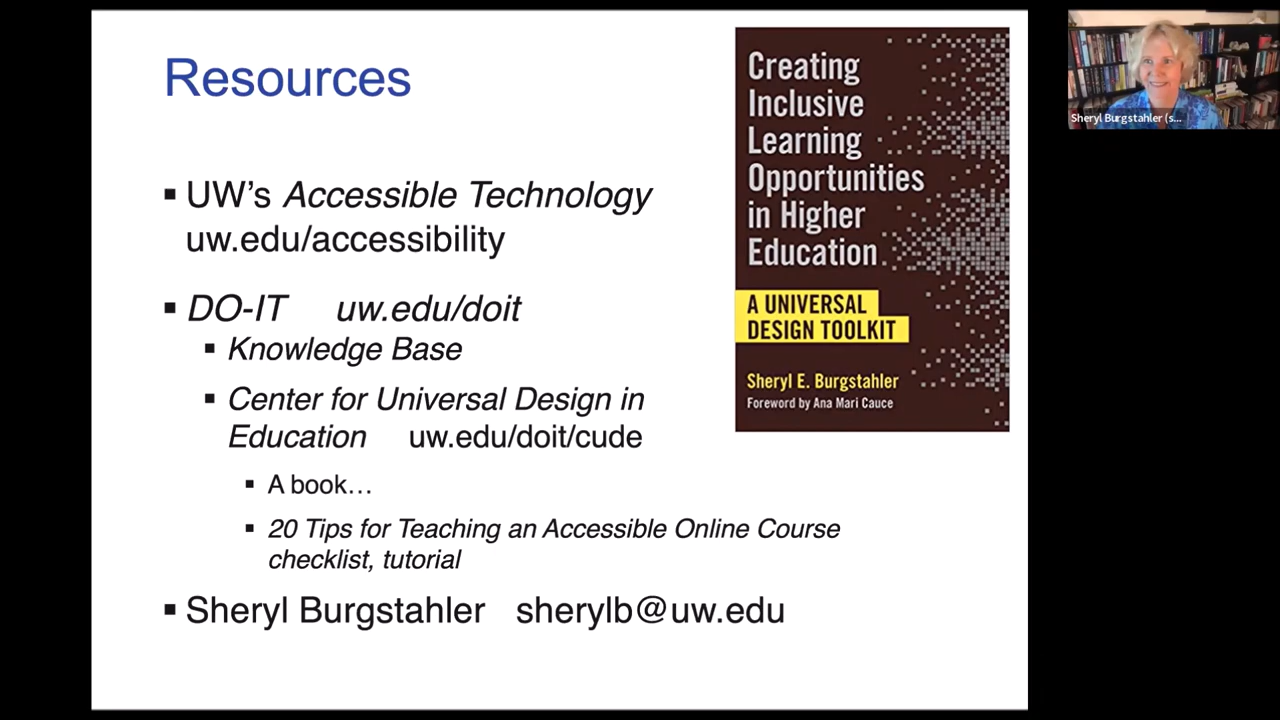 Resources
▪ UW's Accessible Technology
uw.edu/accessibility
▪ DO-IT uw.edu/doit
▪ Knowledge Base
▪ Center for Universal Design in
Education uw.edu/doit/cude
▪ A book…
▪ 20 Tips for Teaching an Accessible Online Course
checklist, tutorial
▪ Sheryl Burgstahler sherylb@uw.edu
Creating
Inclusive
Learning
Opportunities
in Higher
Education
A UNIVERSAL
DESIGN TOOLKIT
Sheryl E. Burgstahler
Foreword by Ana Mari Cauce
Sheryl Burgstahler (s...